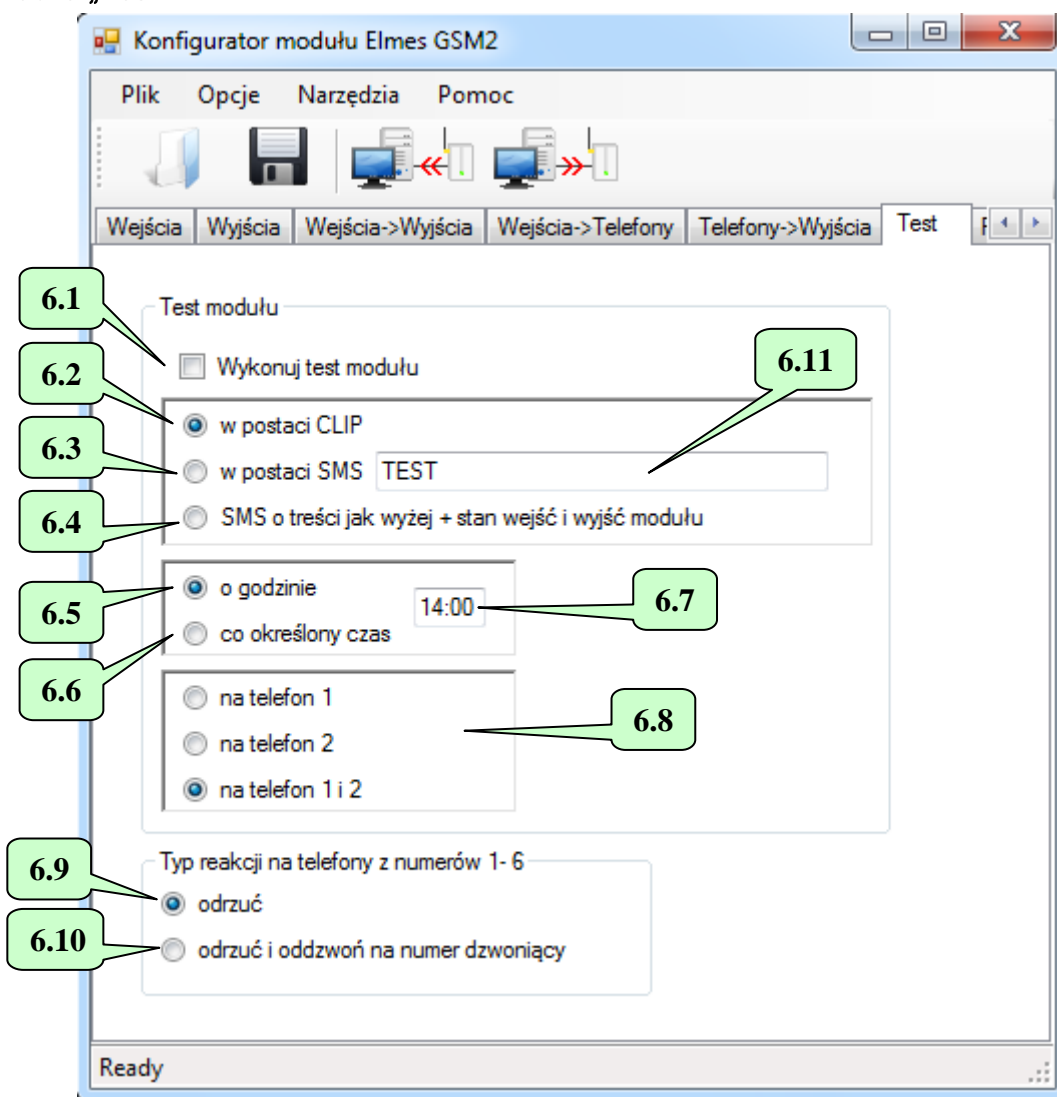 Konfigurator modułu Elmes GSM2
Plik Opcje Narzędzia Pomoc
Wejścia Wyjścia Wejścia->Wyjścia Wejścia->Telefony Telefony->Wyjścia Test
6.1
Test modułu
Wykonuj test modułu
6.11
6.2
w postaci CLIP
6.3
w postaci SMS TEST
6.4
SMS o treści jak wyżej + stan wejść i wyjść modułu
6.5
o godzinie
14:00
6.7
co określony czas
6.6
na telefon 1
6.8
na telefon 2
na telefon 1 i 2
6.9
Typ reakcji na telefony z numerów 1- 6
odrzuć
6.10
odrzuć i oddzwoń na numer dzwoniący
Ready